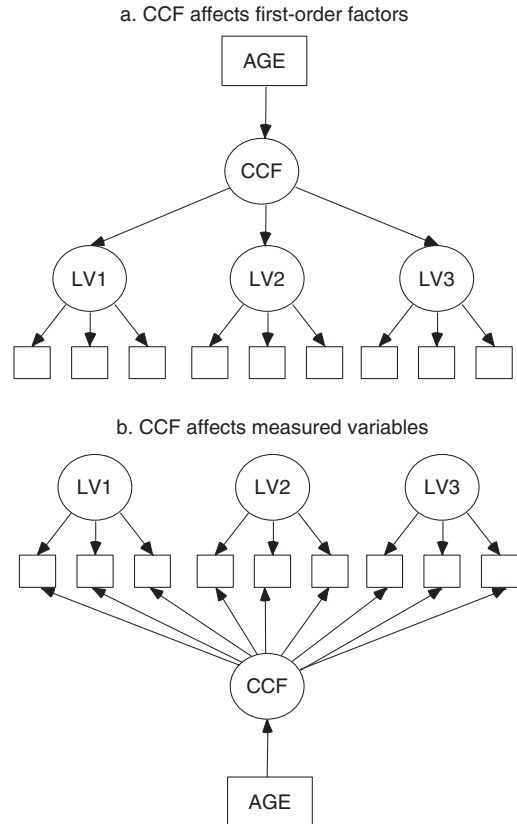 a. CCF affects first-order factors
AGE
CCF
LV1 LV2 LV3
b. CCF affects measured variables
LV1 LV2 LV3
CCF
AGE